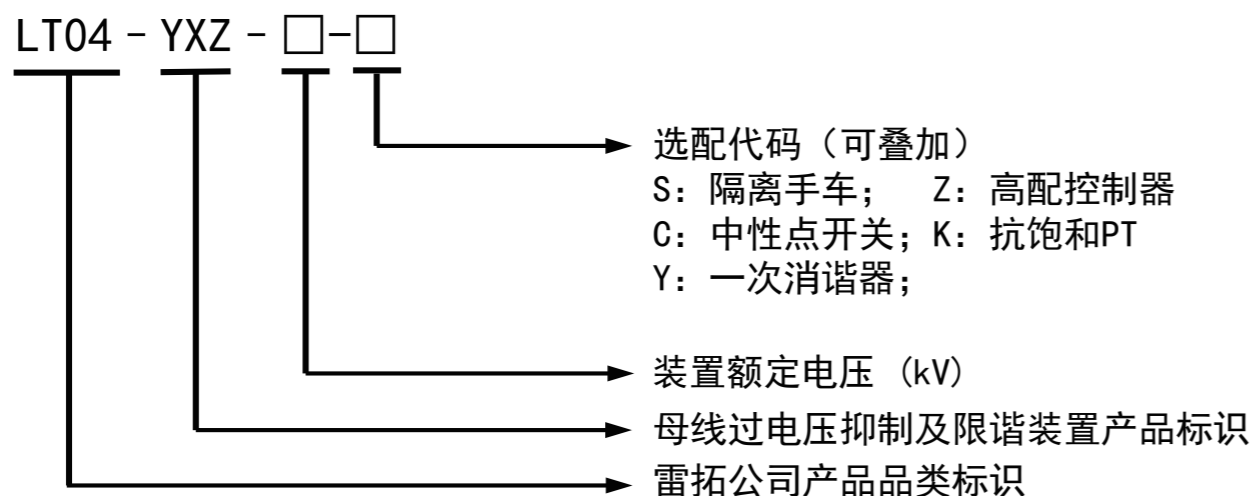 LT04－YXZ－□-□
选配代码（可叠加）
S: 隔离手车； Z: 高配控制器
C: 中性点开关；K: 抗饱和PT
Y: 一次消谐器；
装置额定电压 (kV)
母线过电压抑制及限谐装置产品标识
雷拓公司产品品类标识